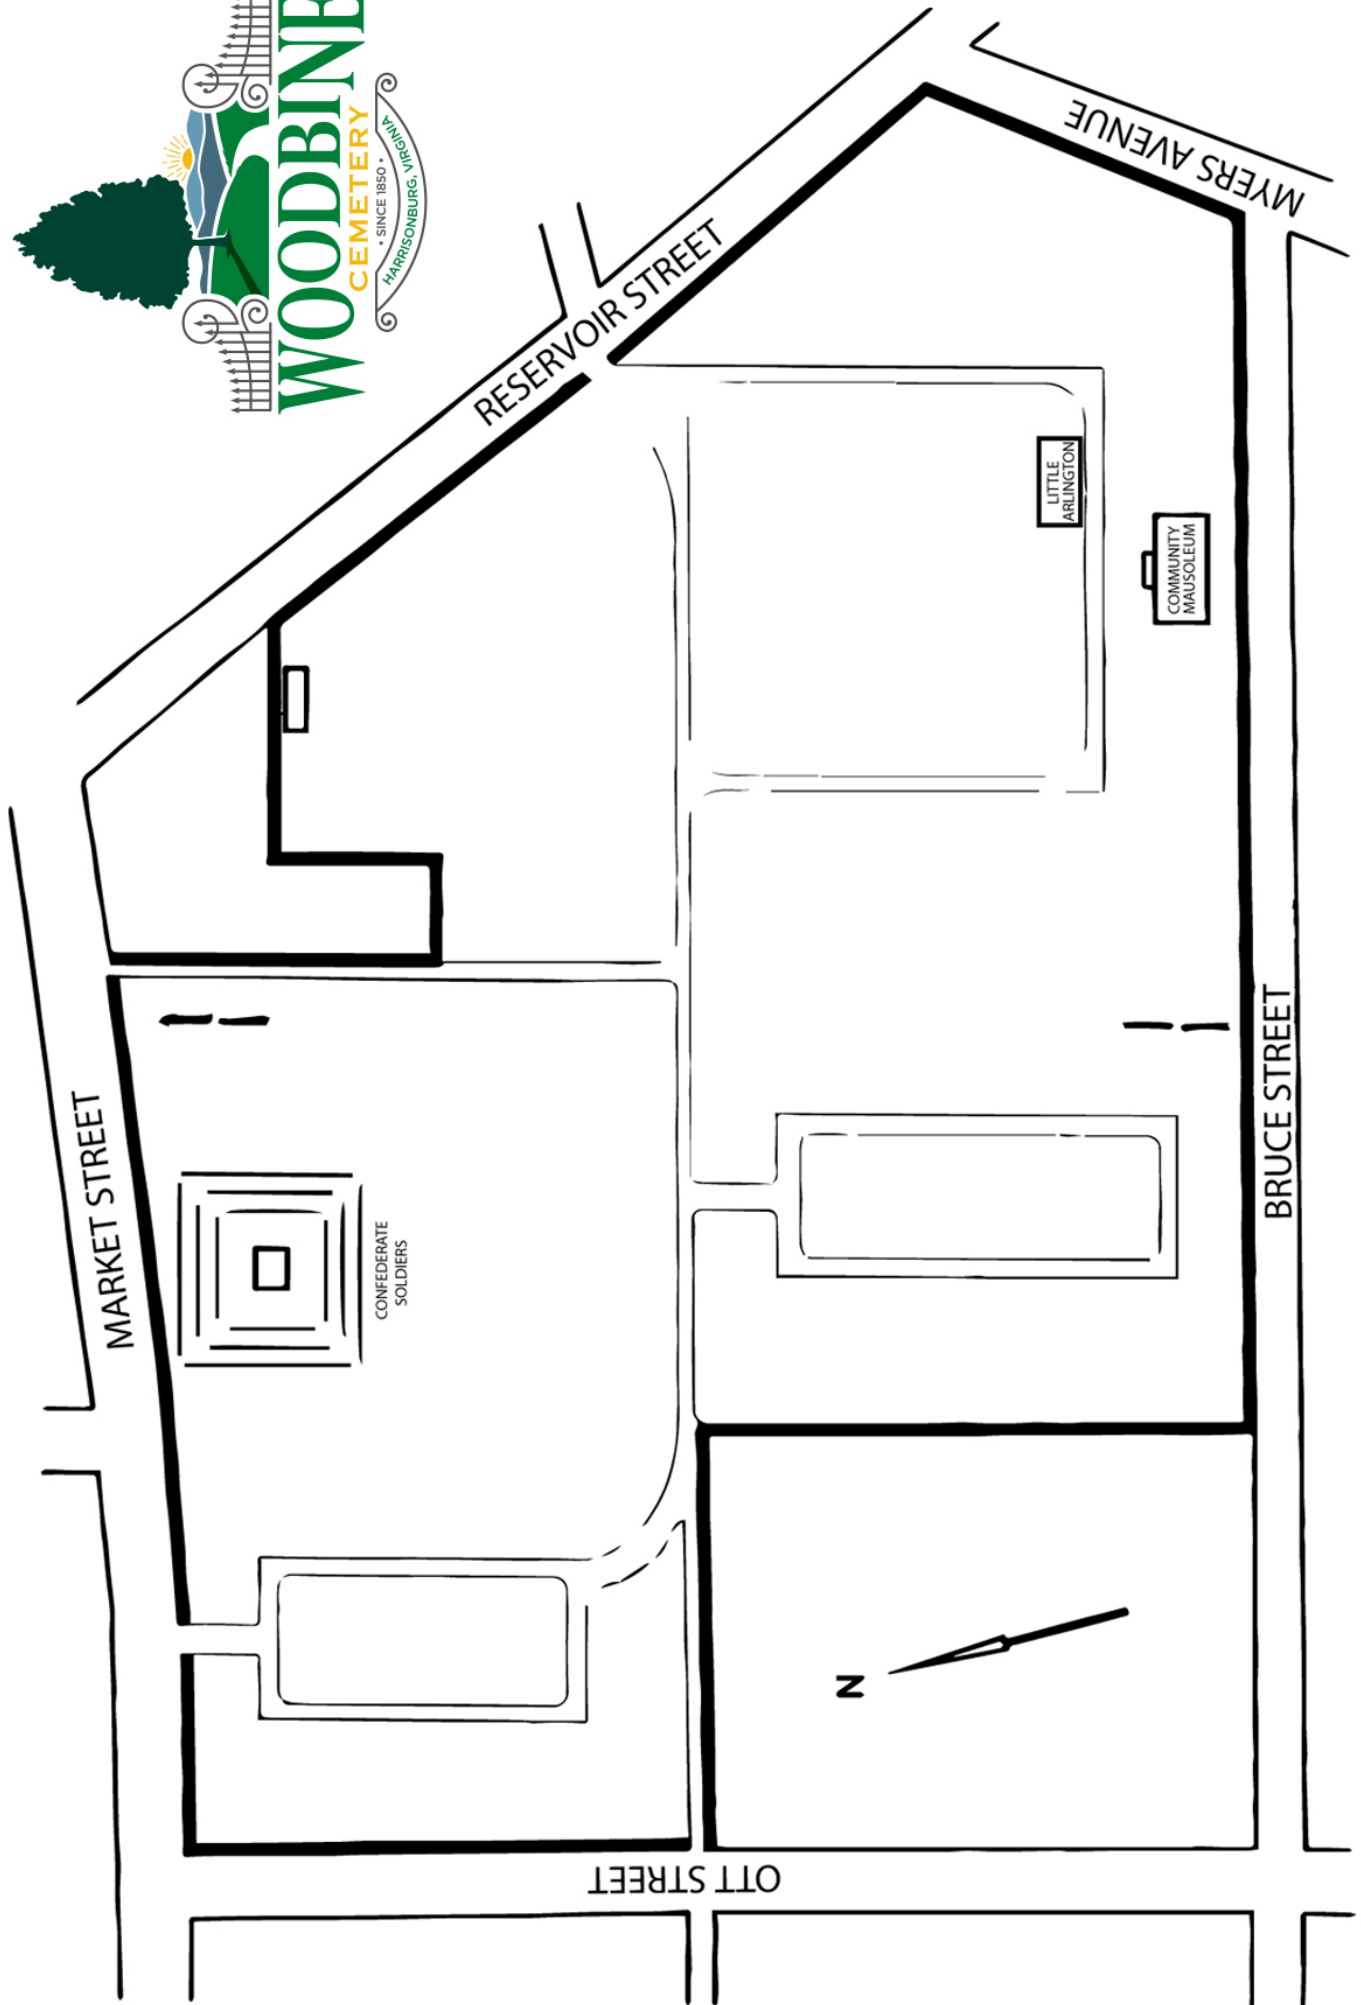 WOODBINE
CEMETERY
• SINCE 1850 •
HARRISONBURG, VIRGINIA
MYERS AVENUE
RESERVOIR STREET
LITTLE
ARLINGTON
COMMUNITY
MAUSOLEUM
MARKET STREET
CONFEDERATE
SOLDIERS
BRUCE STREET
N
OTT STREET